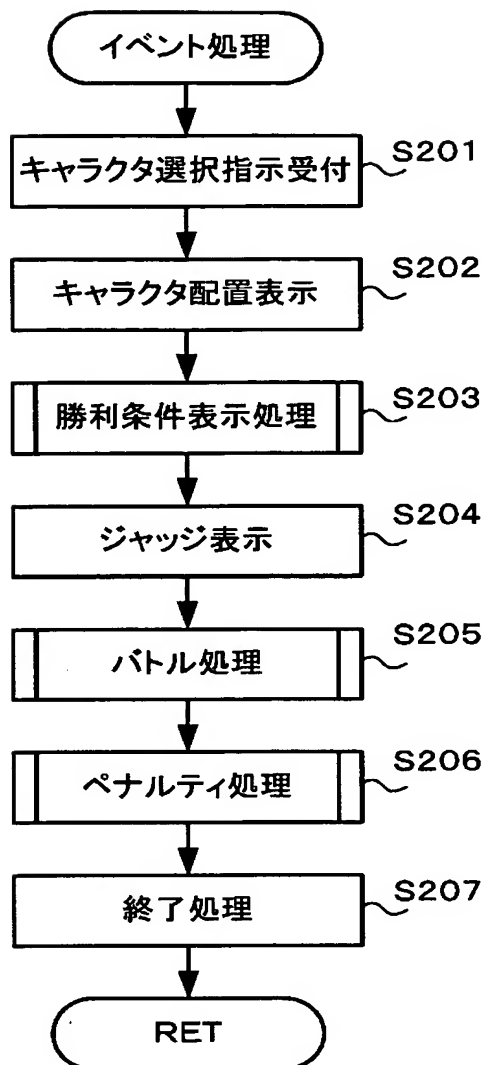 イベント処理
キャラクタ選択指示受付
S201
キャラクタ配置表示
S202
勝利条件表示処理
S203
ジャッジ表示
S204
バトル処理
S205
ペナルティ処理
S206
終了処理
S207
RET